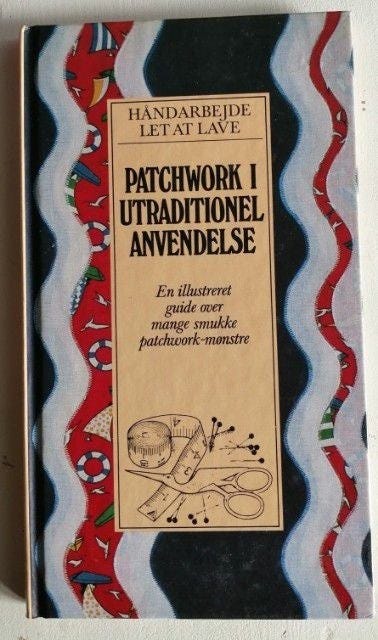 HÅNDARBEJDE
LET AT LAVE
PATCHWORK I
UTRADITIONEL
ANVENDELSE
En illustreret
guide over
mange smukke
patchwork-mønstre